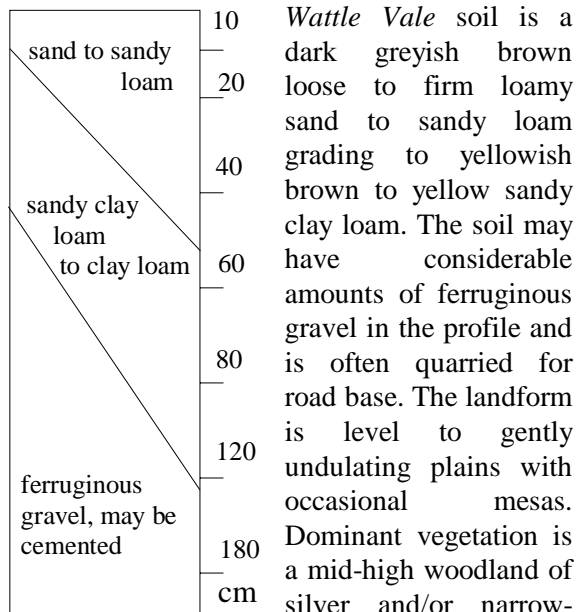 sand to sandy
loam
sandy clay
loam
to clay loam
ferruginous
gravel, may be
cemented
10
20
40
60
80
120
180
cm
Wattle Vale soil is a
dark greyish brown
loose to firm loamy
sand to sandy loam
grading to yellowish
brown to yellow sandy
clay loam. The soil may
have considerable
amounts of ferruginous
gravel in the profile and
is often quarried for
road base. The landform
is level to gently
undulating plains with
occasional mesas.
Dominant vegetation is
a mid-high woodland of
silver and/or narrow-